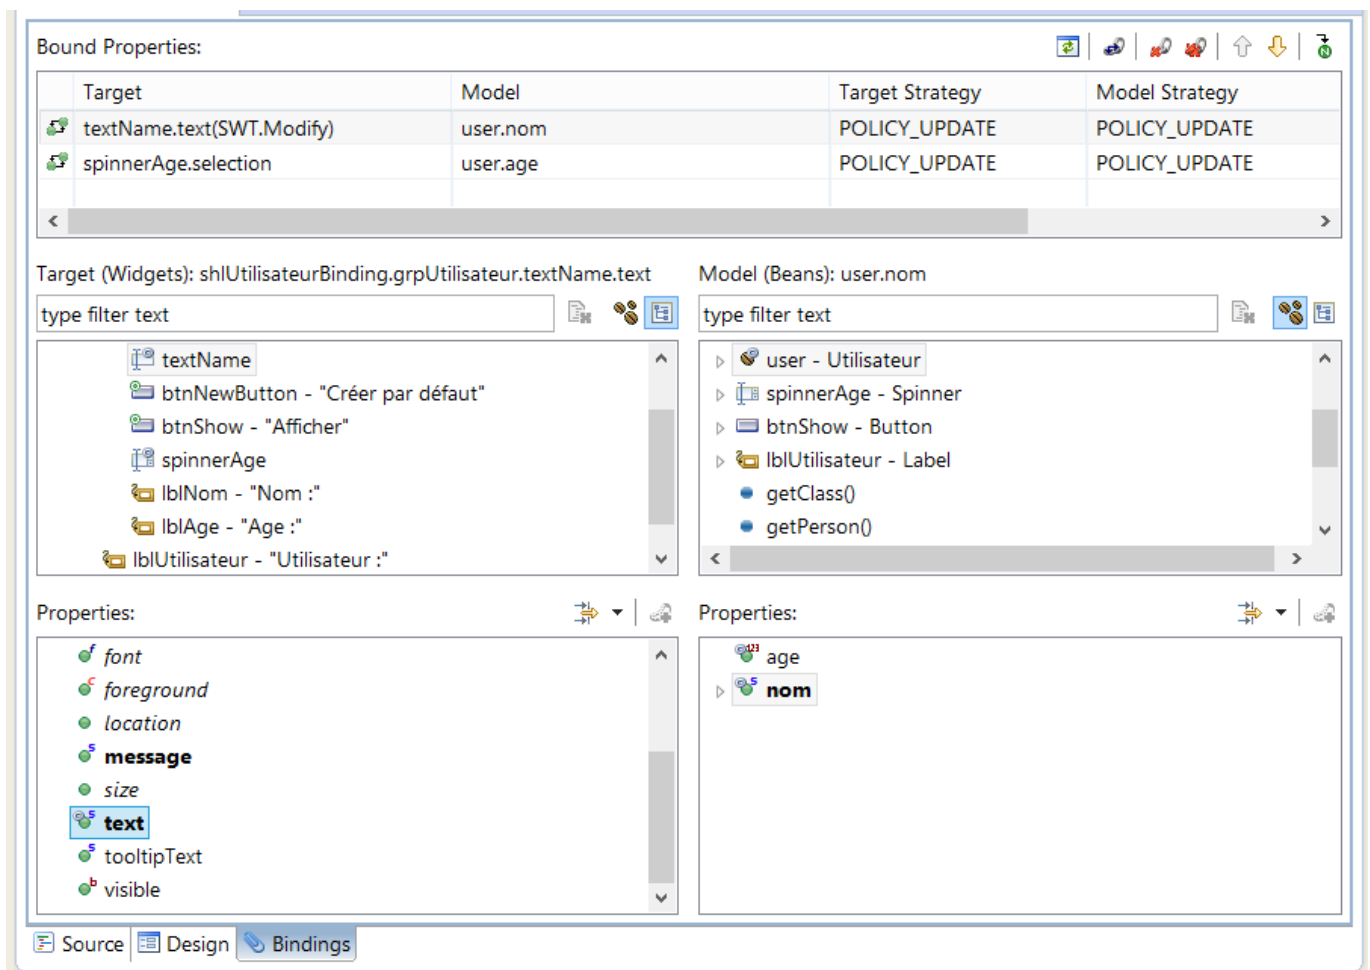 Bound Properties:
Target Model Target Strategy Model Strategy
textName.text(SWT.Modify) user.nom POLICY_UPDATE POLICY_UPDATE
spinnerAge.selection user.age POLICY_UPDATE POLICY_UPDATE
Target (Widgets): shlUtilisateurBinding.grpUtilisateur.textName.text
type filter text
textName
btnNewButton - "Créer par défaut"
btnShow - "Afficher"
spinnerAge
lblNom - "Nom :"
lblAge - "Age :"
lblUtilisateur - "Utilisateur :"
Model (Beans): user.nom
type filter text
user - Utilisateur
spinnerAge - Spinner
btnShow - Button
lblUtilisateur - Label
getClass()
getPerson()
Properties:
font
foreground
location
message
size
text
tooltipText
visible
Properties:
age
nom
Source Design Bindings